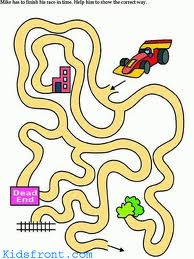 Mike has to finish his race in time. Help him to show the correct way.
Dead
End
Kidsfront.com